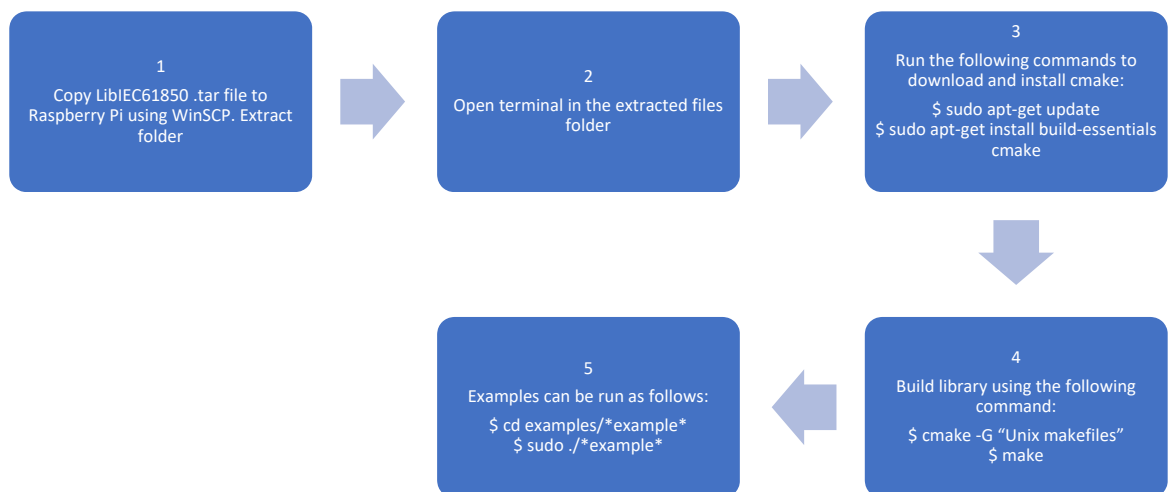 1
Copy LibIEC61850 .tar file to
Raspberry Pi using WinSCP. Extract
folder
2
Open terminal in the extracted files
folder
3
Run the following commands to
download and install cmake:
$ sudo apt-get update
$ sudo apt-get install build-essentials
cmake
4
Build library using the following
command:
$ cmake -G “Unix makefiles”
$ make
5
Examples can be run as follows:
$ cd examples/*example*
$ sudo ./*example*